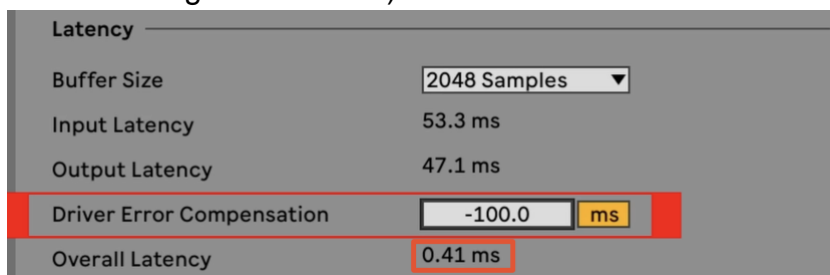 Latency
Buffer Size 2048 Samples
Input Latency 53.3 ms
Output Latency 47.1 ms
Driver Error Compensation -100.0 ms
Overall Latency 0.41 ms